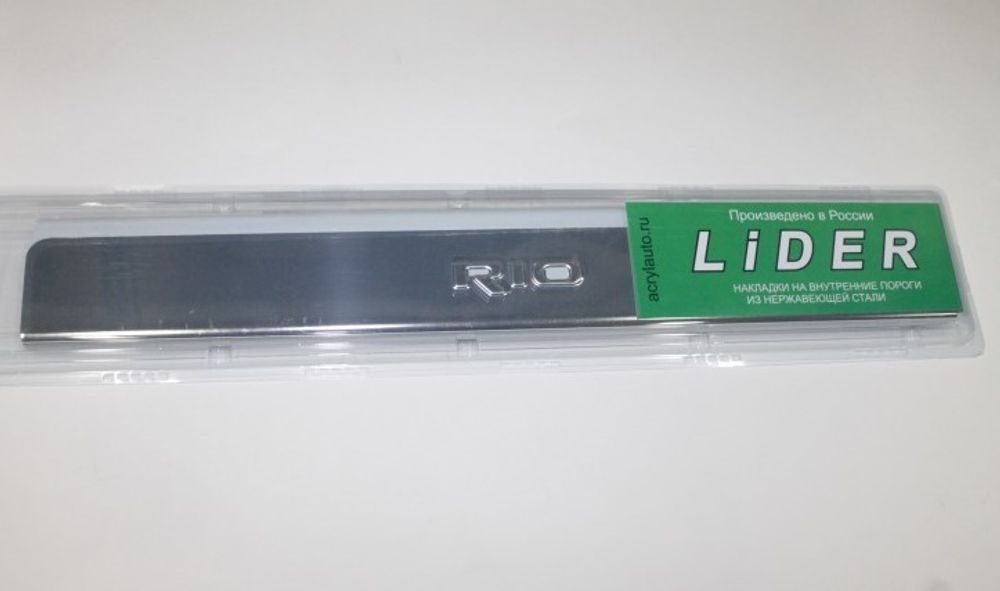 RIO
acrylauto.ru
Произведено в России
LiDER
НАКЛАДКИ НА ВНУТРЕННИЕ ПОРОГИ
ИЗ НЕРЖАВЕЮЩЕЙ СТАЛИ